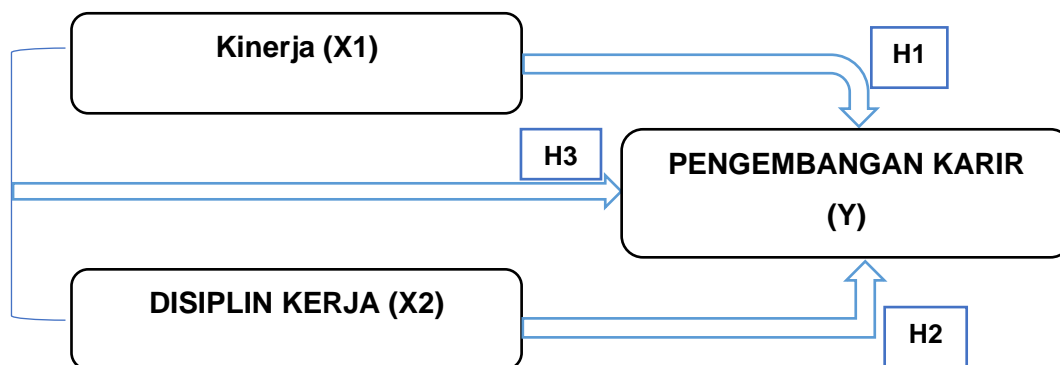 Kinerja (X1)
H1
H3
PENGEMBANGAN KARIR
(Y)
DISIPLIN KERJA (X2)
H2